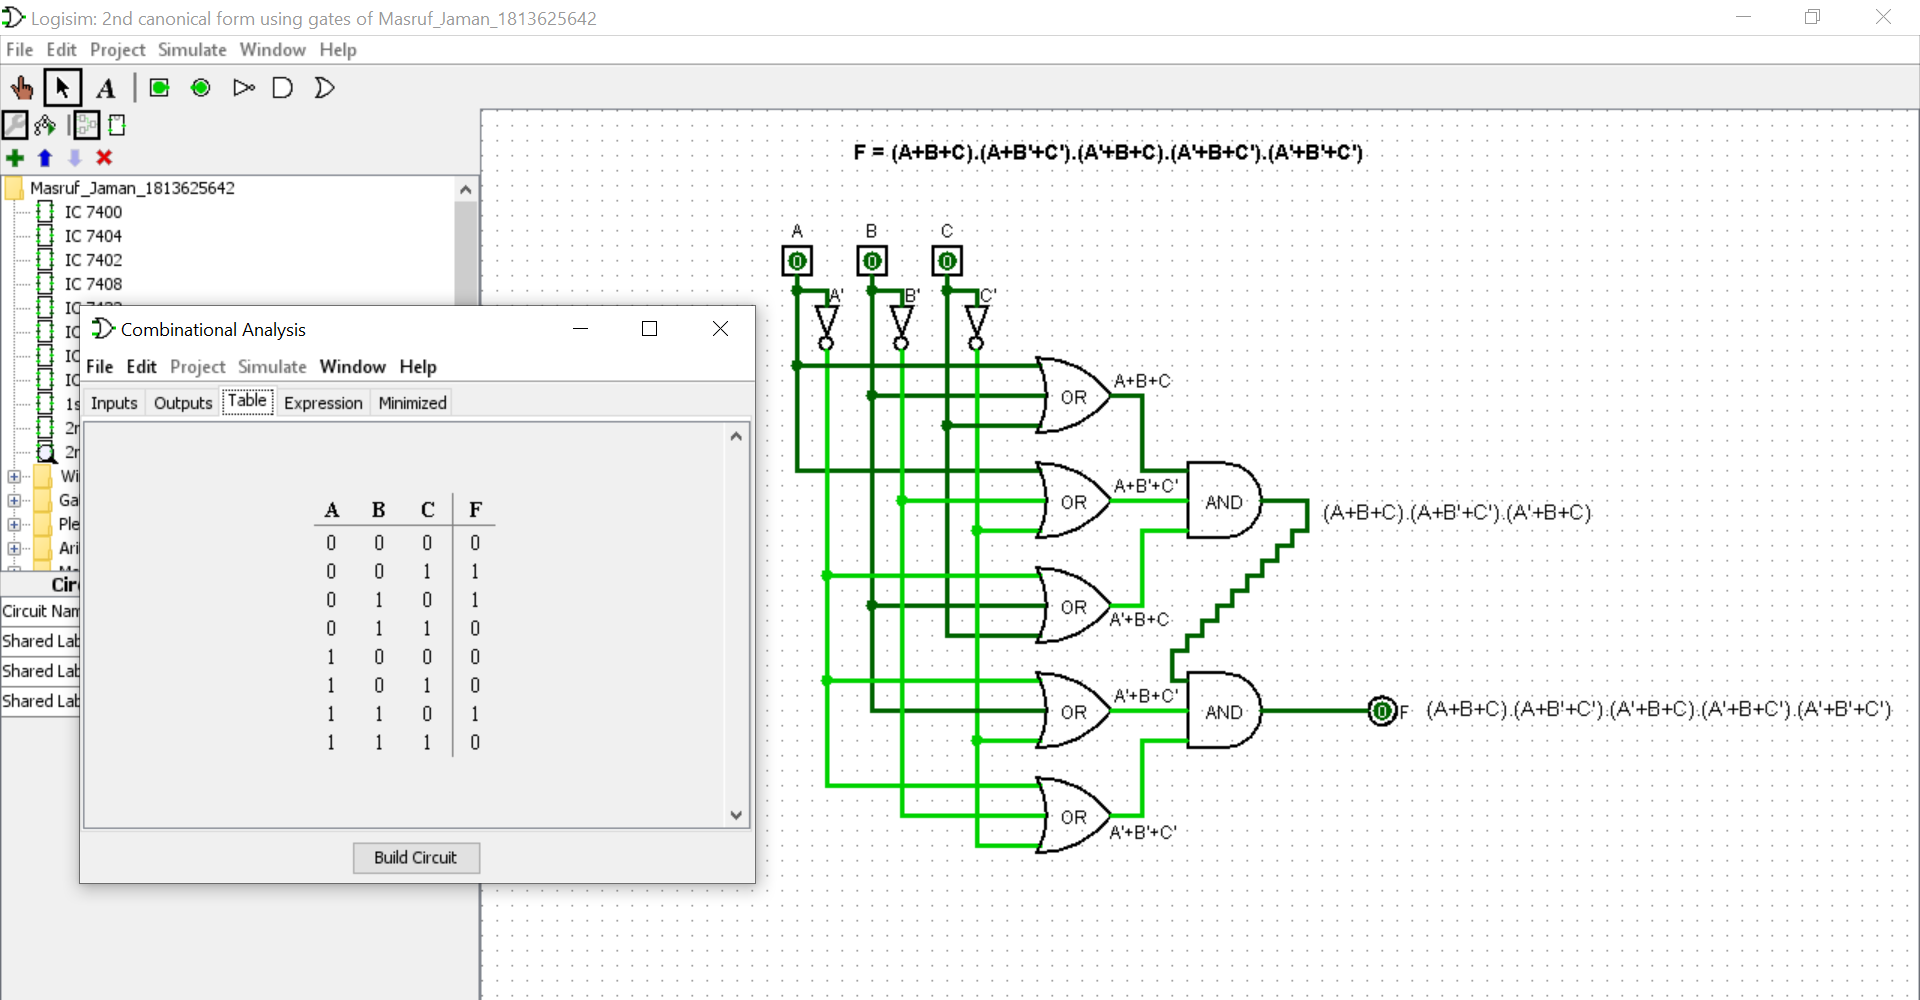 Logisim: 2nd canonical form using gates of Masruf_Jaman_1813625642
File Edit Project Simulate Window Help
A
F = (A+B+C).(A+B'+C').(A'+B+C).(A'+B+C').(A'+B'+C')
Masruf_Jaman_1813625642
IC 7400
IC 7404
IC 7402
IC 7408
IC
IC
IC
1s
2n
2n
Wi
Ga
Ple
Ari
Circ
Circuit Nam
Shared Lab
Shared Lab
Shared Lab
Combinational Analysis
File Edit Project Simulate Window Help
Inputs Outputs Table Expression Minimized
A B C F
0 0 0 0
0 0 1 1
0 1 0 1
0 1 1 0
1 0 0 0
1 0 1 0
1 1 0 1
1 1 1 0
Build Circuit
A B C
0 0 0
A' B' C'
OR A+B+C
OR A+B'+C' AND (A+B+C).(A+B'+C').(A'+B+C)
OR A'+B+C
OR A'+B+C' AND 0 F (A+B+C).(A+B'+C').(A'+B+C).(A'+B+C').(A'+B'+C')
OR A'+B'+C'